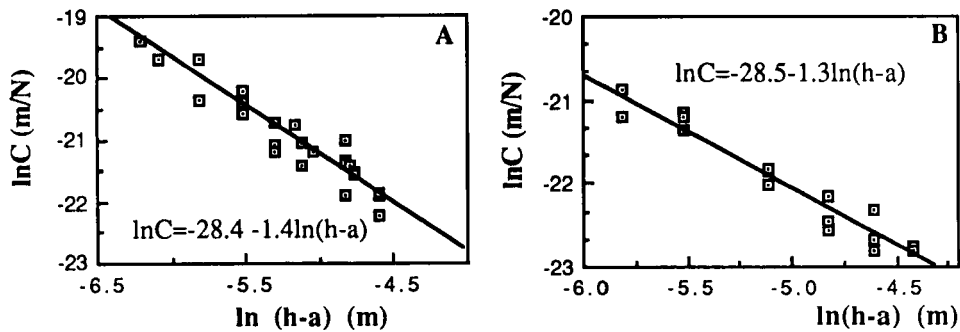 A
-19
-20
-21
-22
-23
lnC (m/N)
lnC=-28.4 -1.4ln(h-a)
-6.5
-5.5
-4.5
ln (h-a) (m)
B
-20
-21
-22
-23
lnC (m/N)
lnC=-28.5-1.3ln(h-a)
-6.0
-5.5
-5.0
-4.5
ln(h-a) (m)